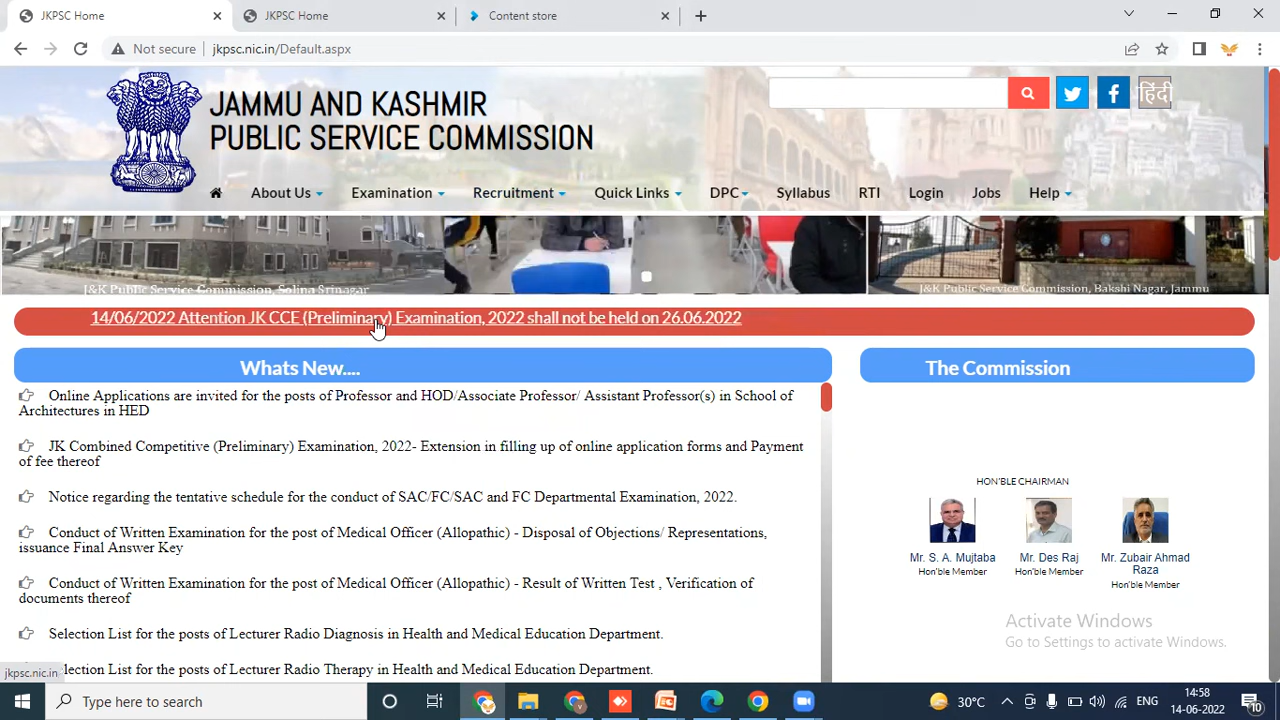 JKPSC Home
JKPSC Home
Content store
Not secure
jkpsc.nic.in/Default.aspx
JAMMU AND KASHMIR
PUBLIC SERVICE COMMISSION
हिंदी
About Us
Examination
Recruitment
Quick Links
DPC
Syllabus
RTI
Login
Jobs
Help
J&K Public Service Commission, Solina Srinagar
J&K Public Service Commission, Bakshi Nagar, Jammu
14/06/2022 Attention JK CCE (Preliminary) Examination, 2022 shall not be held on 26.06.2022
Whats New....
Online Applications are invited for the posts of Professor and HOD/Associate Professor/ Assistant Professor(s) in School of
Architectures in HED
JK Combined Competitive (Preliminary) Examination, 2022- Extension in filling up of online application forms and Payment
of fee thereof
Notice regarding the tentative schedule for the conduct of SAC/FC/SAC and FC Departmental Examination, 2022.
Conduct of Written Examination for the post of Medical Officer (Allopathic) - Disposal of Objections/ Representations,
issuance Final Answer Key
Conduct of Written Examination for the post of Medical Officer (Allopathic) - Result of Written Test , Verification of
documents thereof
Selection List for the posts of Lecturer Radio Diagnosis in Health and Medical Education Department.
election List for the posts of Lecturer Radio Therapy in Health and Medical Education Department.
The Commission
HON'BLE CHAIRMAN
Mr. S. A. Mujtaba
Hon'ble Member
Mr. Des Raj
Hon'ble Member
Mr. Zubair Ahmad
Raza
Hon'ble Member
Activate Windows
Go to Settings to activate Windows.
jkpsc.nic.in
Type here to search
30°C
ENG
14:58
14-06-2022
10